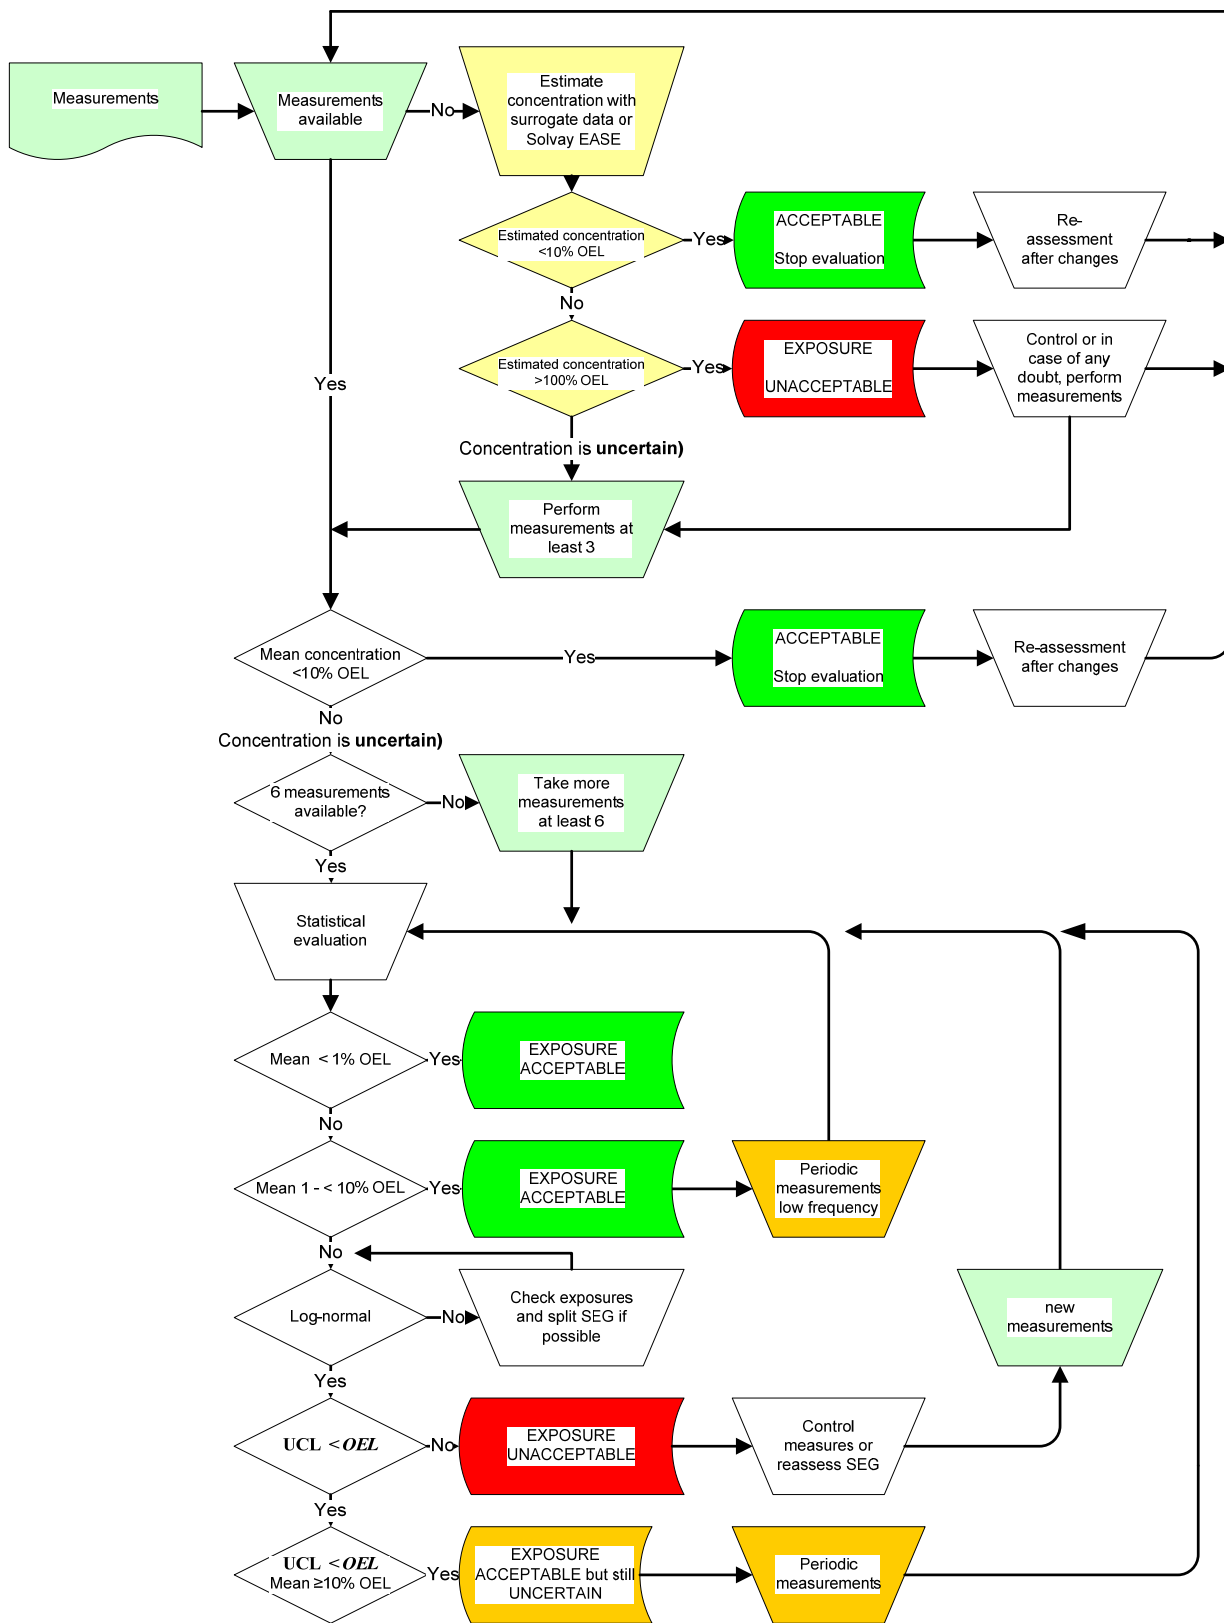 Measurements
Measurements
available
No
Estimate
concentration with
surrogate data or
Solvay EASE
Estimated concentration
<10% OEL
Yes
ACCEPTABLE
Stop evaluation
Re-
assessment
after changes
No
Estimated concentration
>100% OEL
Yes
EXPOSURE
UNACCEPTABLE
Control or in
case of any
doubt, perform
measurements
Yes
Concentration is uncertain)
Perform
measurements at
least 3
Mean concentration
<10% OEL
Yes
ACCEPTABLE
Stop evaluation
Re-assessment
after changes
No
Concentration is uncertain)
6 measurements
available?
No
Take more
measurements
at least 6
Yes
Statistical
evaluation
Mean < 1% OEL
Yes
EXPOSURE
ACCEPTABLE
No
Mean 1 - < 10% OEL
Yes
EXPOSURE
ACCEPTABLE
Periodic
measurements
low frequency
No
Log-normal
No
Check exposures
and split SEG if
possible
new
measurements
Yes
UCL <OEL
No
EXPOSURE
UNACCEPTABLE
Control
measures or
reassess SEG
Yes
UCL <OEL
Mean ≥10% OEL
Yes
EXPOSURE
ACCEPTABLE but still
UNCERTAIN
Periodic
measurements